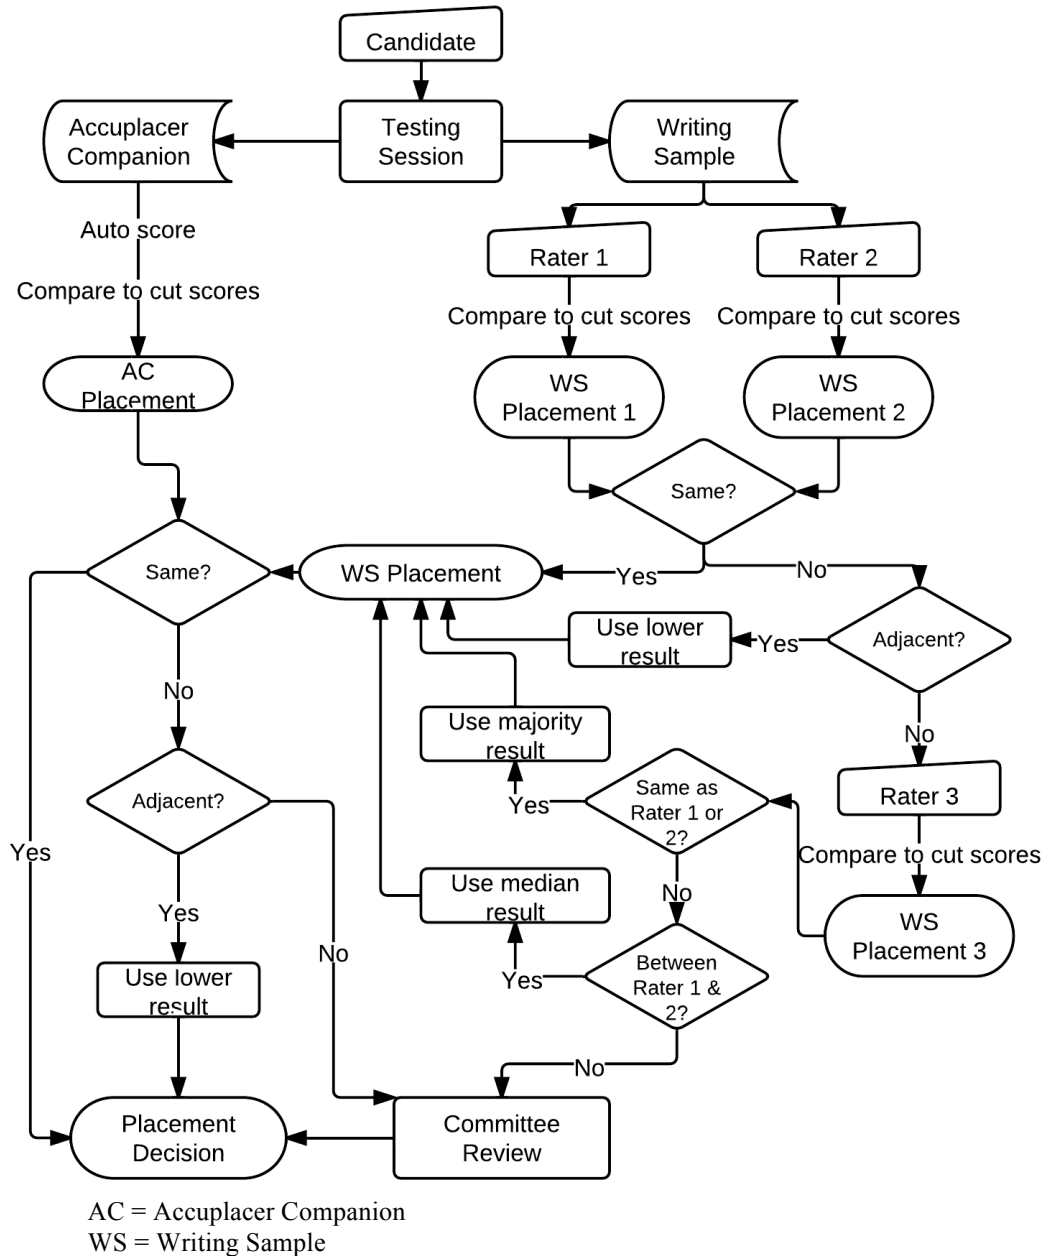 Candidate
Accuplacer
Companion
Testing
Session
Writing
Sample
Auto score
Compare to cut scores
AC
Placement
Rater 1
Rater 2
Compare to cut scores
Compare to cut scores
WS
Placement 1
WS
Placement 2
Same?
Same?
WS Placement
Yes
No
Use lower
result
Yes
Adjacent?
No
Use majority
result
No
Adjacent?
Yes
Same as
Rater 1 or
2?
Rater 3
Yes
Compare to cut scores
Use median
result
No
Yes
WS
Placement 3
No
Use lower
result
Yes
Between
Rater 1 &
2?
No
Placement
Decision
Committee
Review
AC = Accuplacer Companion
WS = Writing Sample